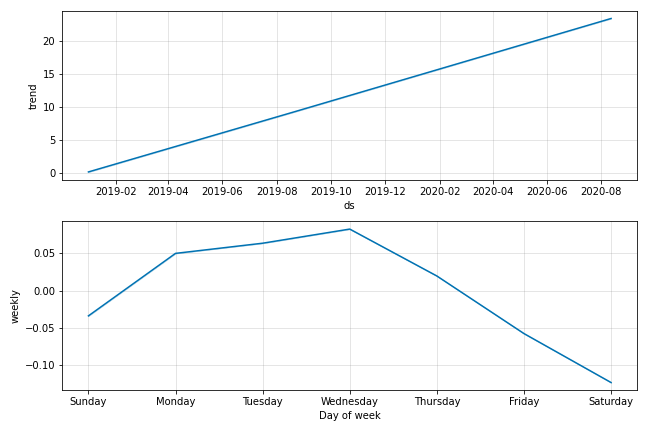 20
15
10
5
0
trend
2019-02 2019-04 2019-06 2019-08 2019-10 2019-12 2020-02 2020-04 2020-06 2020-08
ds
0.05
0.00
−0.05
−0.10
weekly
Sunday Monday Tuesday Wednesday Thursday Friday Saturday
Day of week